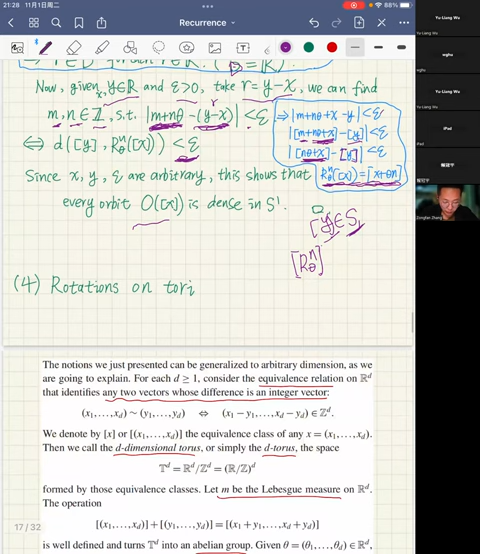 21:28 11月1日周二
88%
Recurrence
Now, given x, y∈ℝ and ε>0, take r = y-x, we can find
m, n∈ℤ, s.t. |m+nθ-(y-x)| <ε
r
⇔ d([y], R_θ^n([x])) < ε
⇒ |m+nθ+x-y|<ε
|[m+nθ+x]-[y]|<ε
|[nθ+x]-[y]|<ε
R_θ^n([x])=[x+θn]
Since x, y, ε are arbitrary, this shows that
every orbit O([x]) is dense in S¹.
[y]∈S,
[R_θ^n]
(4) Rotations on tori
The notions we just presented can be generalized to arbitrary dimension, as we
are going to explain. For each d ≥ 1, consider the equivalence relation on ℝ^d
that identifies any two vectors whose difference is an integer vector:
(x₁,...,x_d) ~ (y₁,...,y_d) ⇔ (x₁ − y₁,...,x_d − y_d) ∈ ℤ^d.
We denote by [x] or [(x₁,...,x_d)] the equivalence class of any x = (x₁,...,x_d).
Then we call the d-dimensional torus, or simply the d-torus, the space
𝕋^d = ℝ^d/ℤ^d = (ℝ/ℤ)^d
formed by those equivalence classes. Let m be the Lebesgue measure on ℝ^d.
The operation
[(x₁,...,x_d)] + [(y₁,...,y_d)] = [(x₁ + y₁,...,x_d + y_d)]
is well defined and turns 𝕋^d into an abelian group. Given θ = (θ₁,...,θ_d) ∈ ℝ^d,
17 / 32
Yu-Liang Wu
Yu-Liang Wu
wghu
wghu
iPad
iPad
Zonglian Zhang